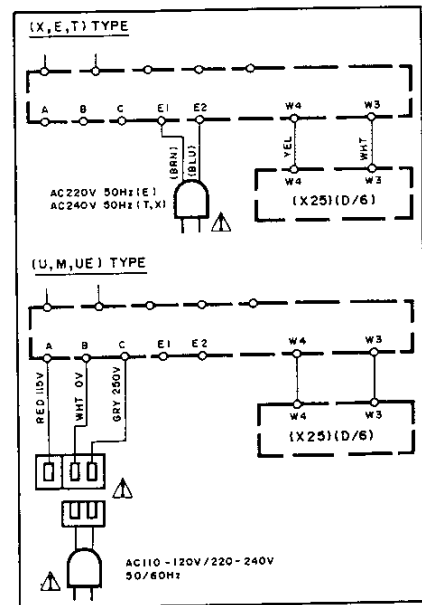 (X,E,T) TYPE
A B C E1 E2 W4 W3
(BRN) (BLU) YEL WHT
W4 W3
(X25)(D/6)
AC220V 50Hz(E)
AC240V 50Hz(T,X)
(U,M,UE) TYPE
A B C E1 E2 W4 W3
RED 115V WHT 0V GRY 250V
W4 W3
(X25)(D/6)
AC110-120V/220-240V
50/60Hz